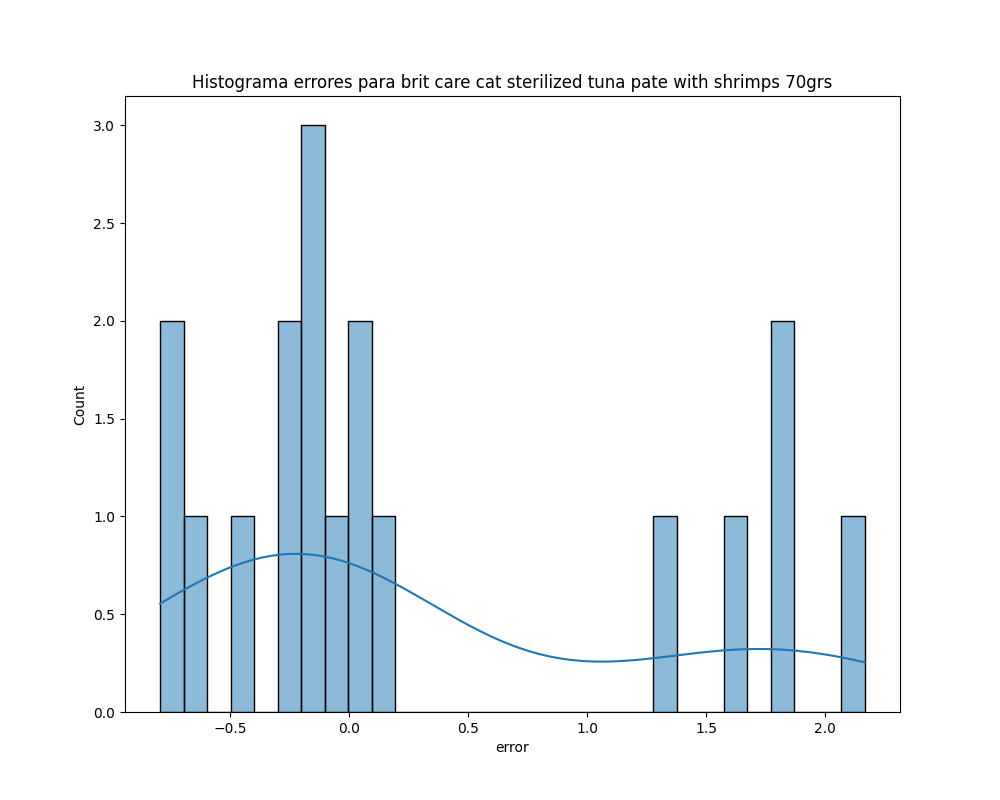 Histograma errores para brit care cat sterilized tuna pate with shrimps 70grs
3.0
2.5
2.0
1.5
1.0
0.5
0.0
Count
−0.5 0.0 0.5 1.0 1.5 2.0
error